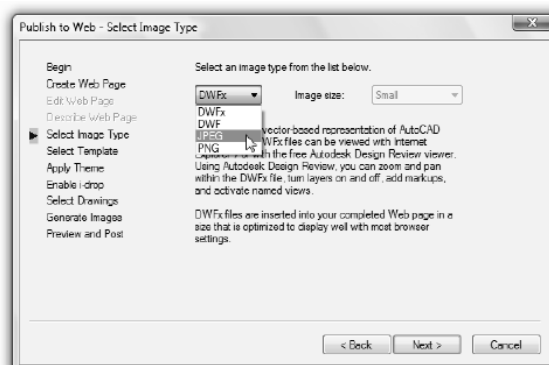 Publish to Web - Select Image Type
Begin
Create Web Page
Edit Web Page
Describe Web Page
Select Image Type
Select Template
Apply Theme
Enable i-drop
Select Drawings
Generate Images
Preview and Post
Select an image type from the list below.
DWFx
Image size:
Small
DWFx
DWF
JPEG
PNG
vector-based representation of AutoCAD
WFx files can be viewed with Internet
with the free Autodesk Design Review viewer.
Using Autodesk Design Review, you can zoom and pan
within the DWFx file, turn layers on and off, add markups,
and activate named views.
DWFx files are inserted into your completed Web page in a
size that is optimized to display well with most browser
settings.
< Back
Next >
Cancel